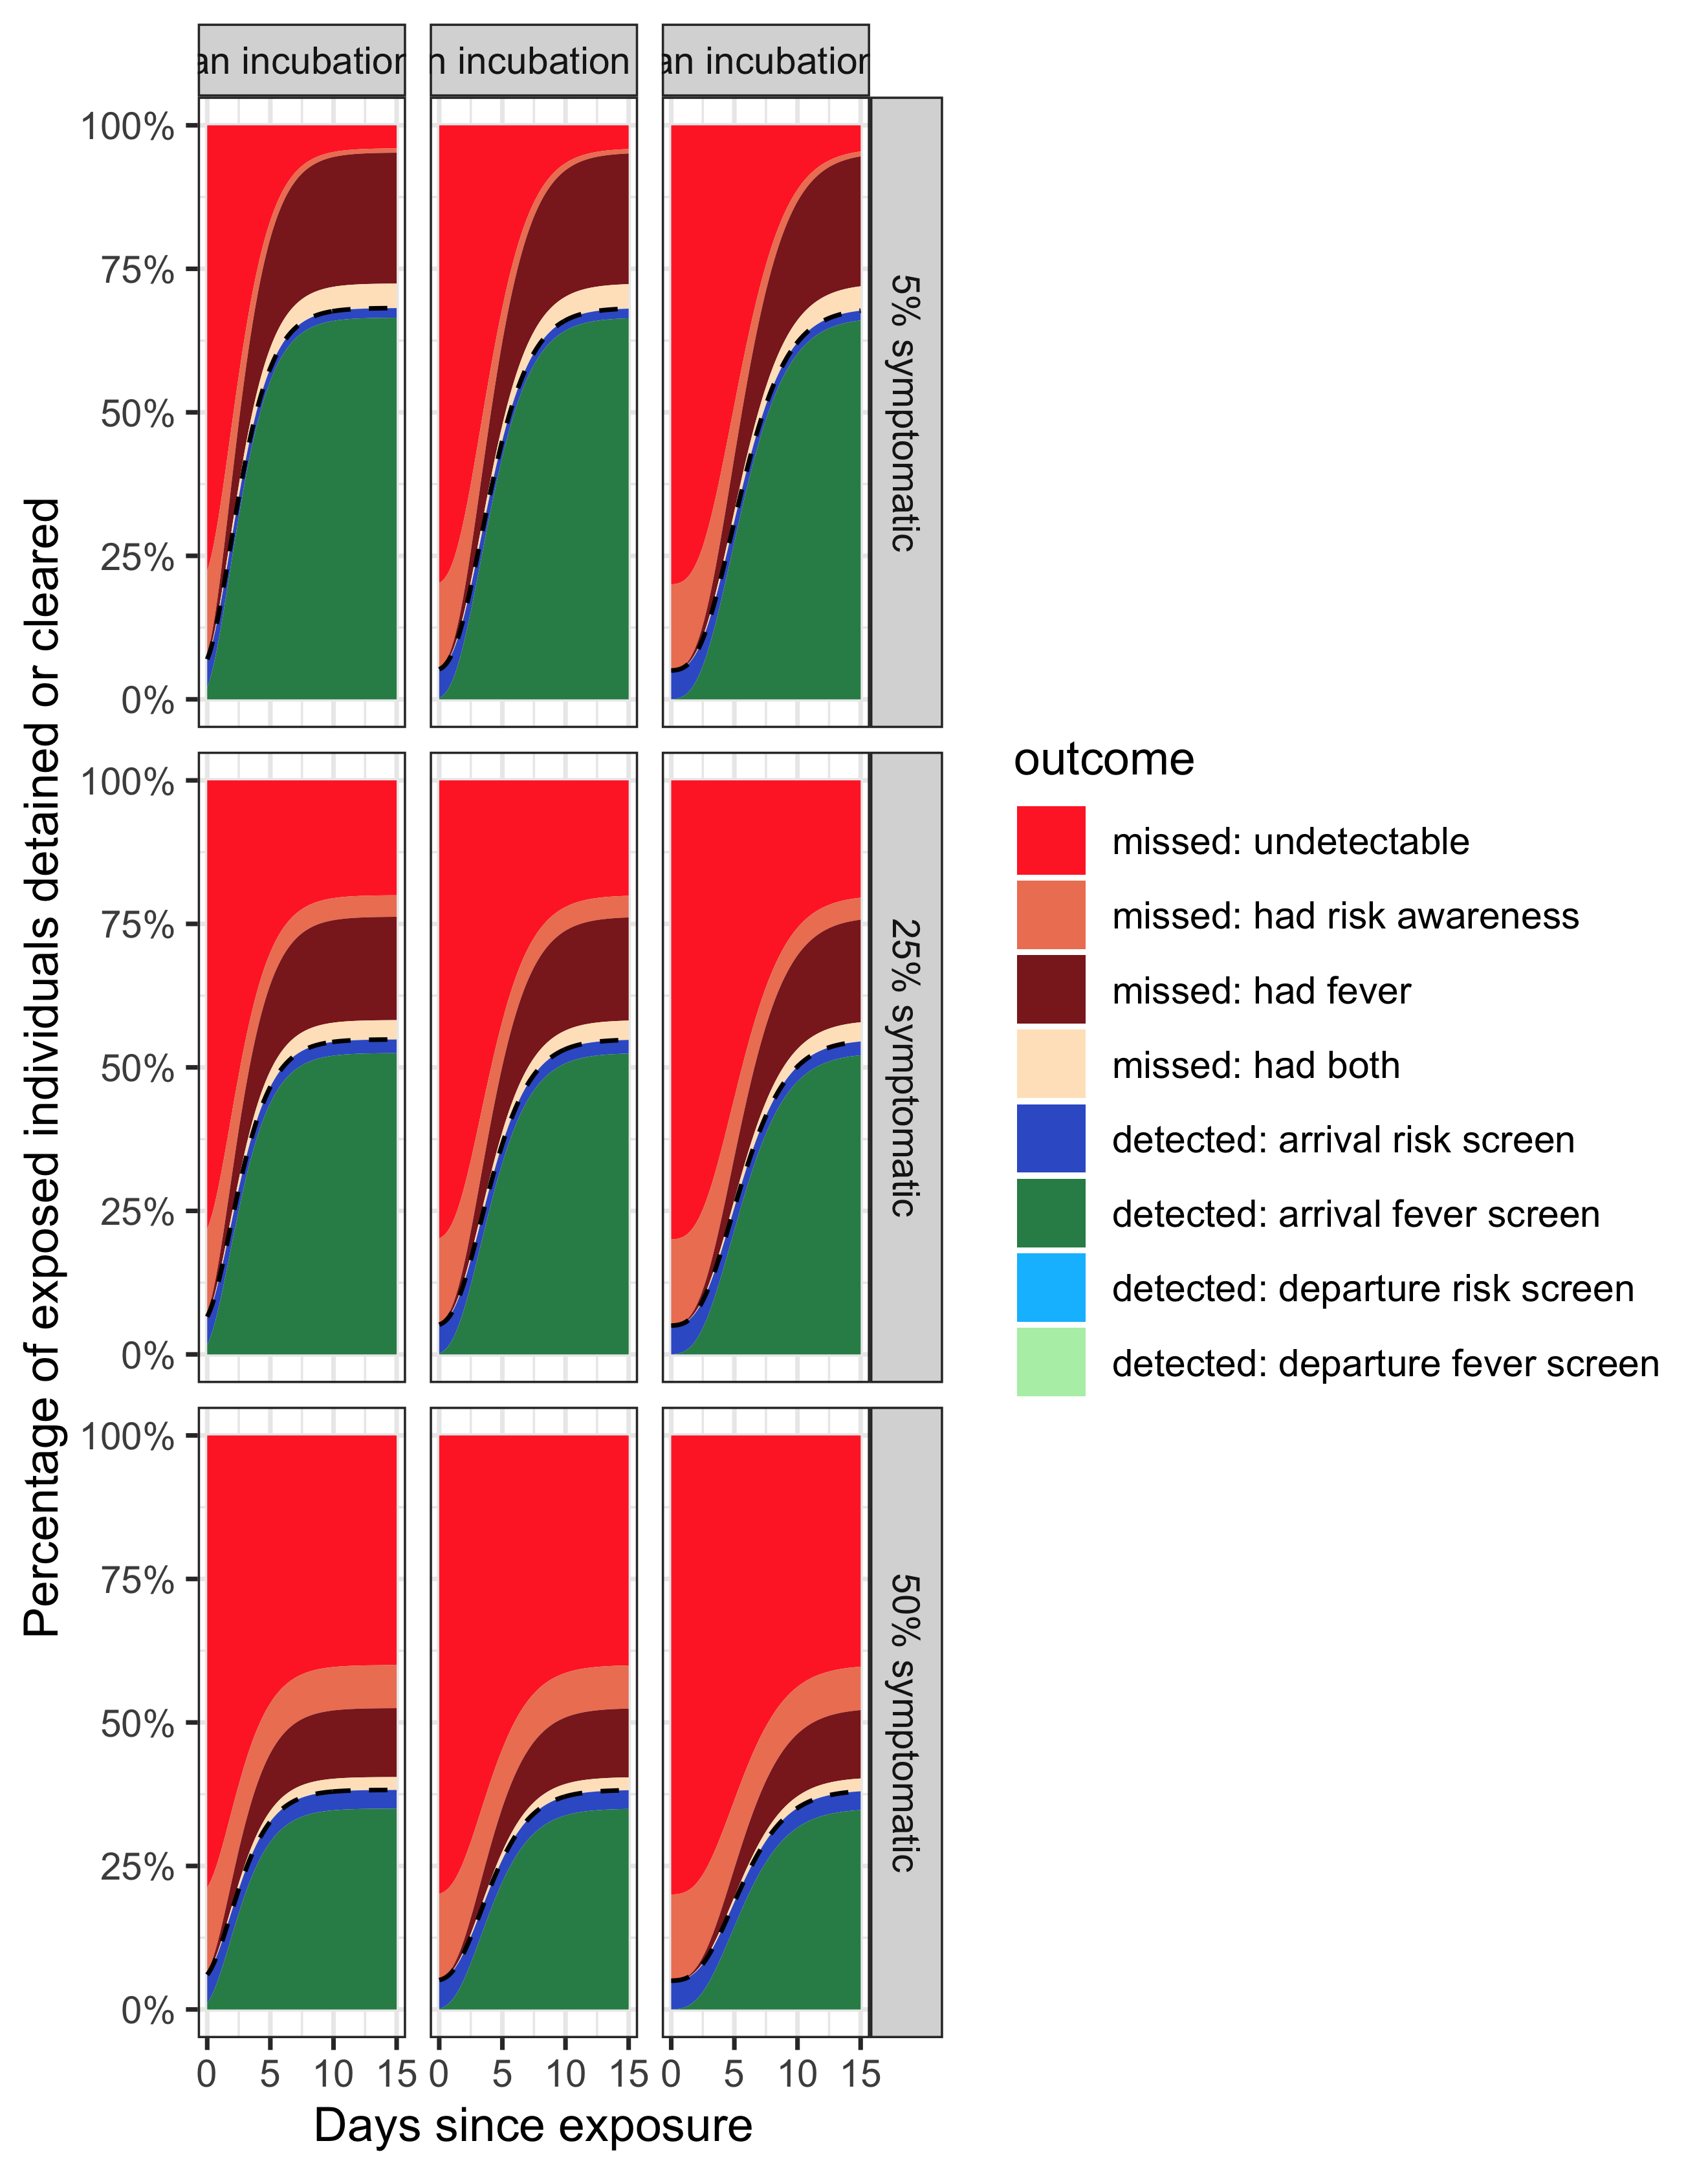 an incubation
n incubation
an incubation
100%
75%
50%
25%
0%
5% symptomatic
100%
75%
50%
25%
0%
25% symptomatic
100%
75%
50%
25%
0%
50% symptomatic
0 5 10 15 0 5 10 15 0 5 10 15
Days since exposure
Percentage of exposed individuals detained or cleared
outcome
missed: undetectable
missed: had risk awareness
missed: had fever
missed: had both
detected: arrival risk screen
detected: arrival fever screen
detected: departure risk screen
detected: departure fever screen